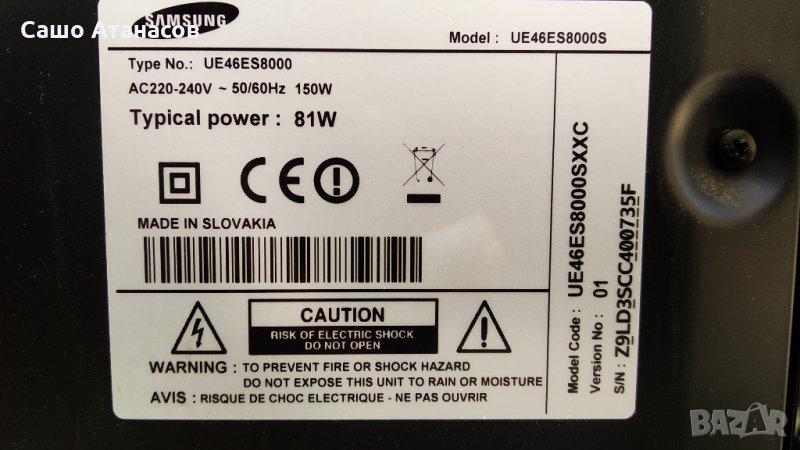 Сашо Атанасов
SAMSUNG
Model : UE46ES8000S
Type No.: UE46ES8000
AC220-240V ~ 50/60Hz 150W
Typical power : 81W
CE
MADE IN SLOVAKIA
CAUTION
RISK OF ELECTRIC SHOCK
DO NOT OPEN
WARNING : TO PREVENT FIRE OR SHOCK HAZARD
DO NOT EXPOSE THIS UNIT TO RAIN OR MOISTURE
AVIS : RISQUE DE CHOC ELECTRIQUE - NE PAS OUVRIR
Model Code : UE46ES8000SXXC
Version No : 01
S/N : Z9LD3SCC400735F
BAZAR